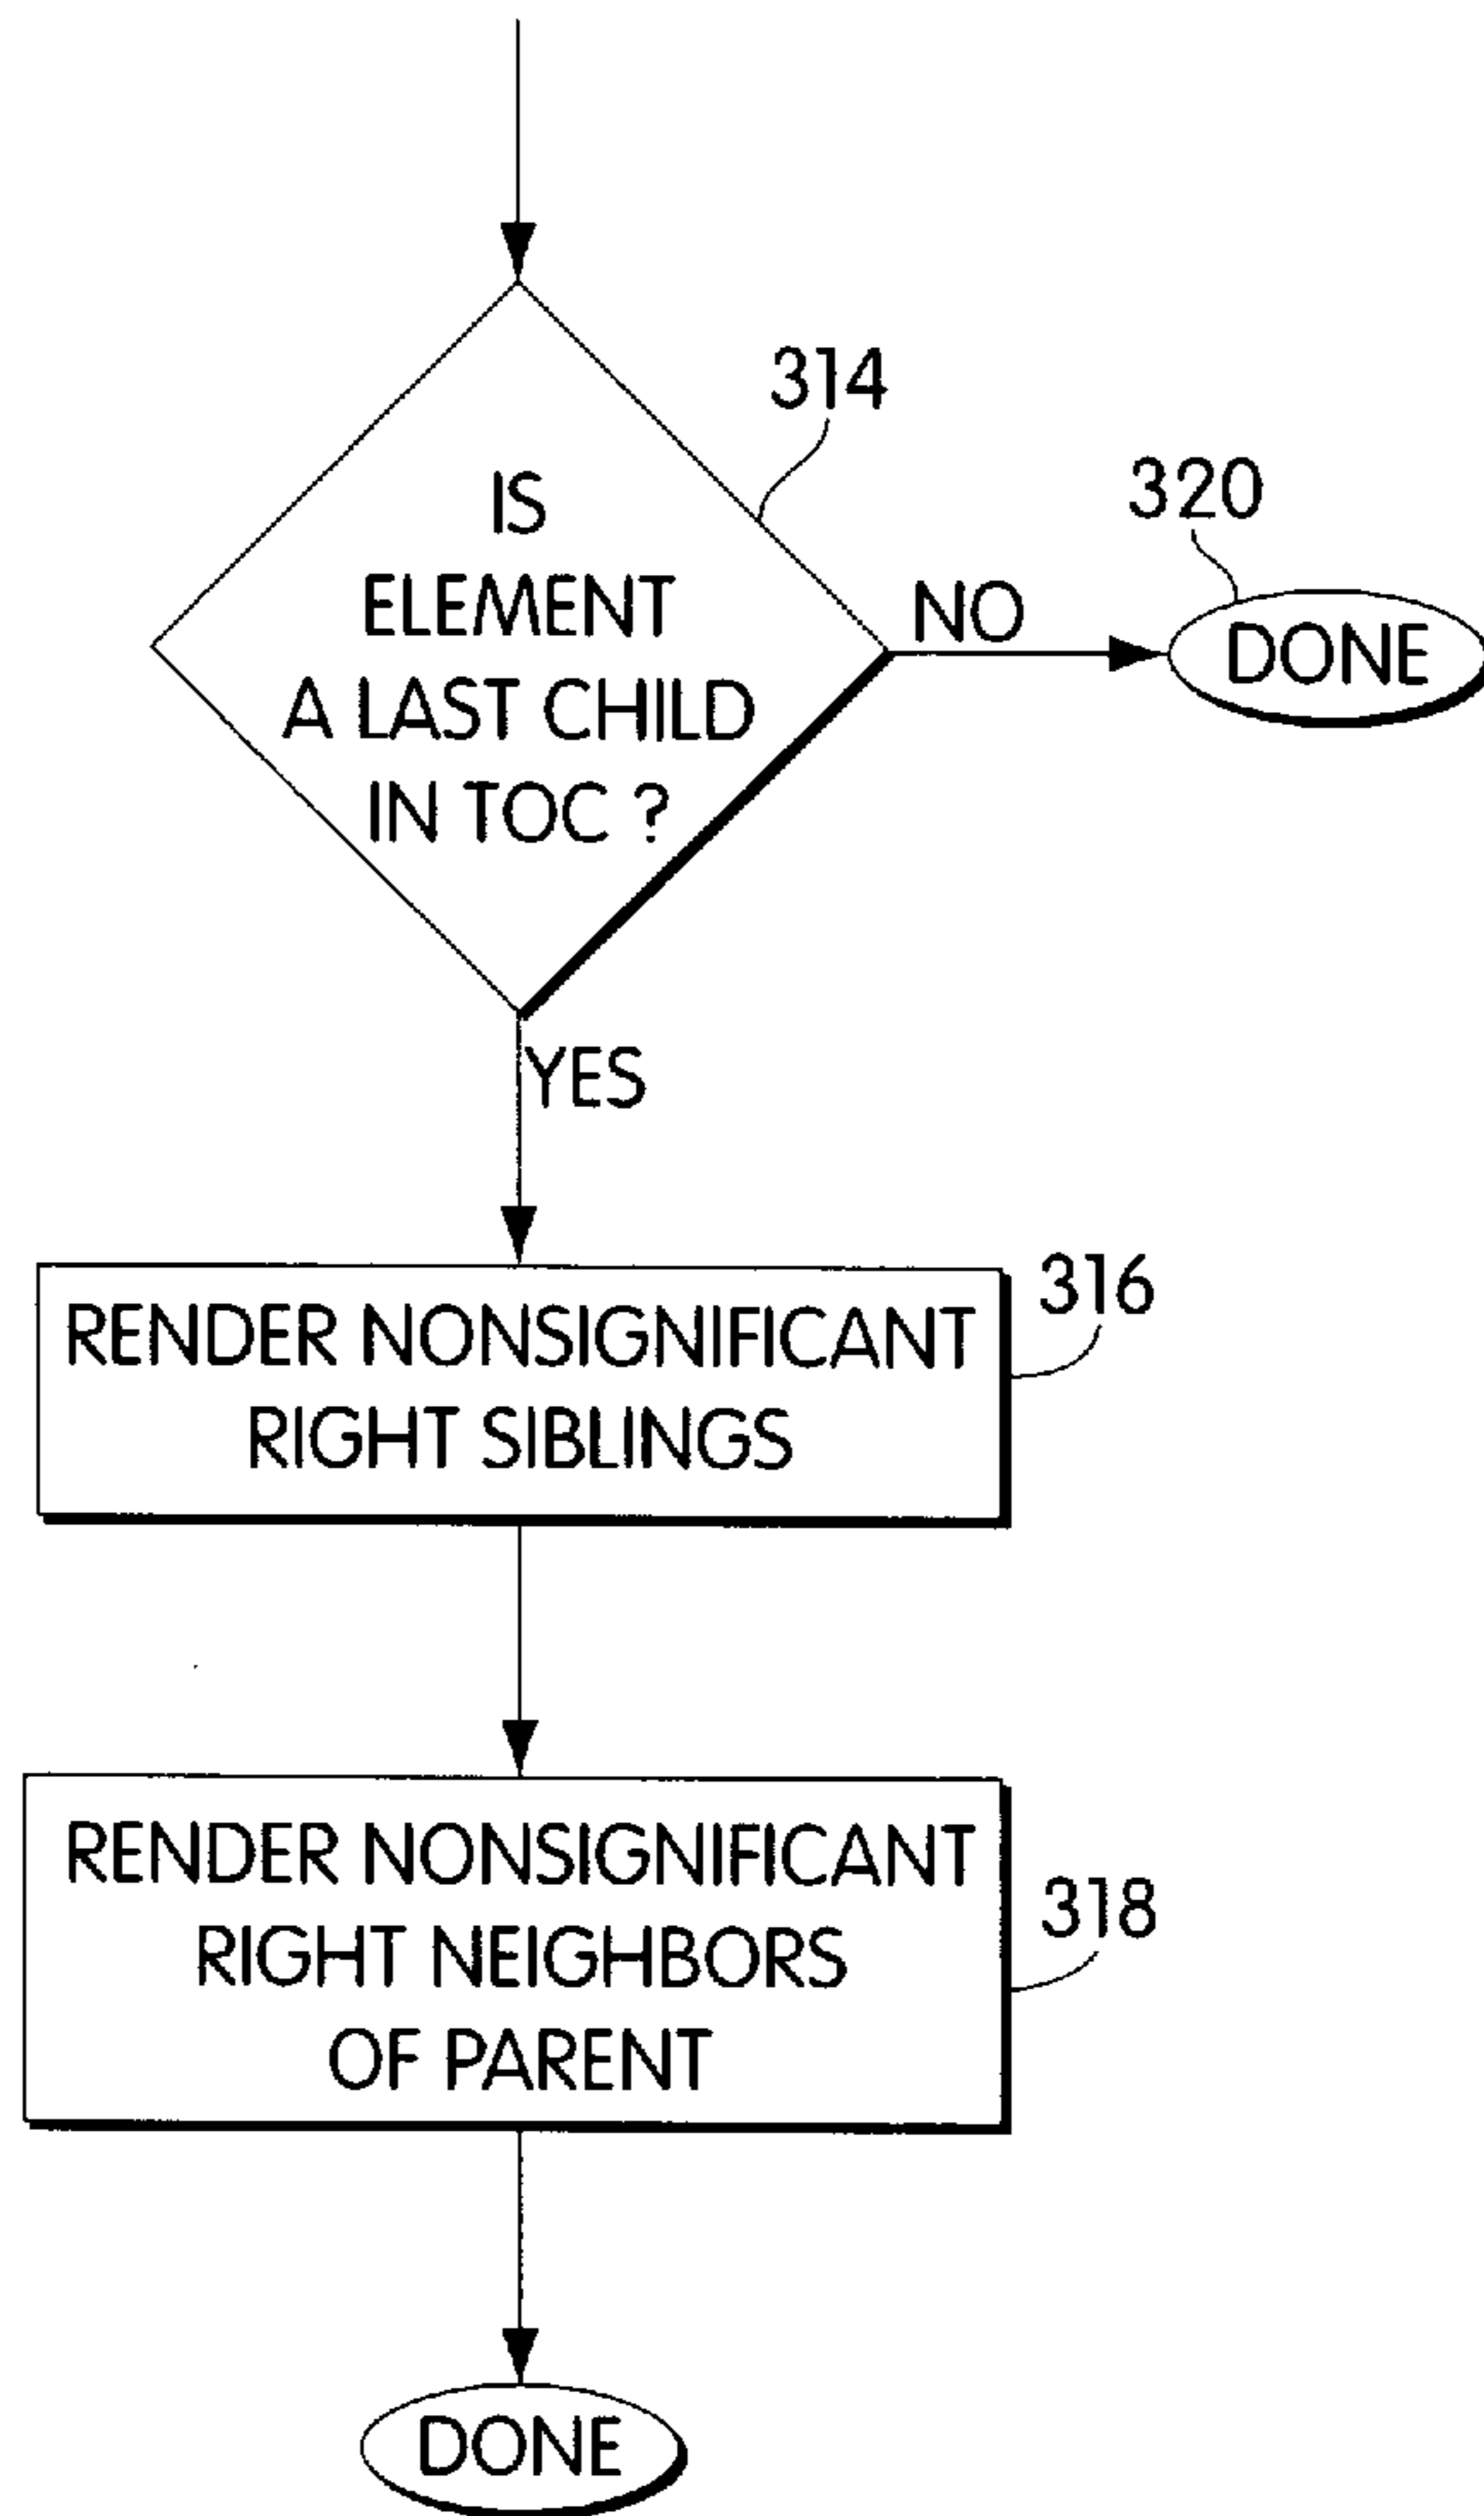 314
IS
ELEMENT
A LAST CHILD
IN TOC ?
320
NO
DONE
YES
316
RENDER NONSIGNIFICANT
RIGHT SIBLINGS
RENDER NONSIGNIFICANT
RIGHT NEIGHBORS
OF PARENT
318
DONE